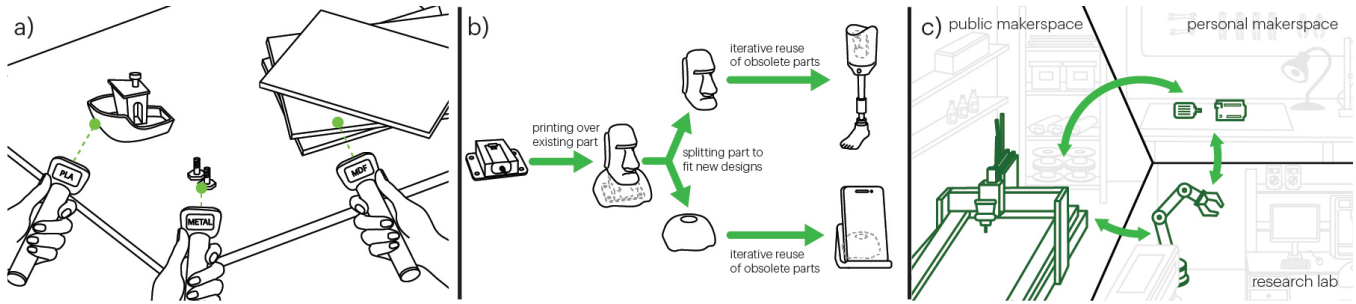 a)
PLA
METAL
MDF
b)
printing over
existing part
splitting part to
fit new designs
iterative reuse
of obsolete parts
iterative reuse
of obsolete parts
c)
public makerspace
personal makerspace
research lab